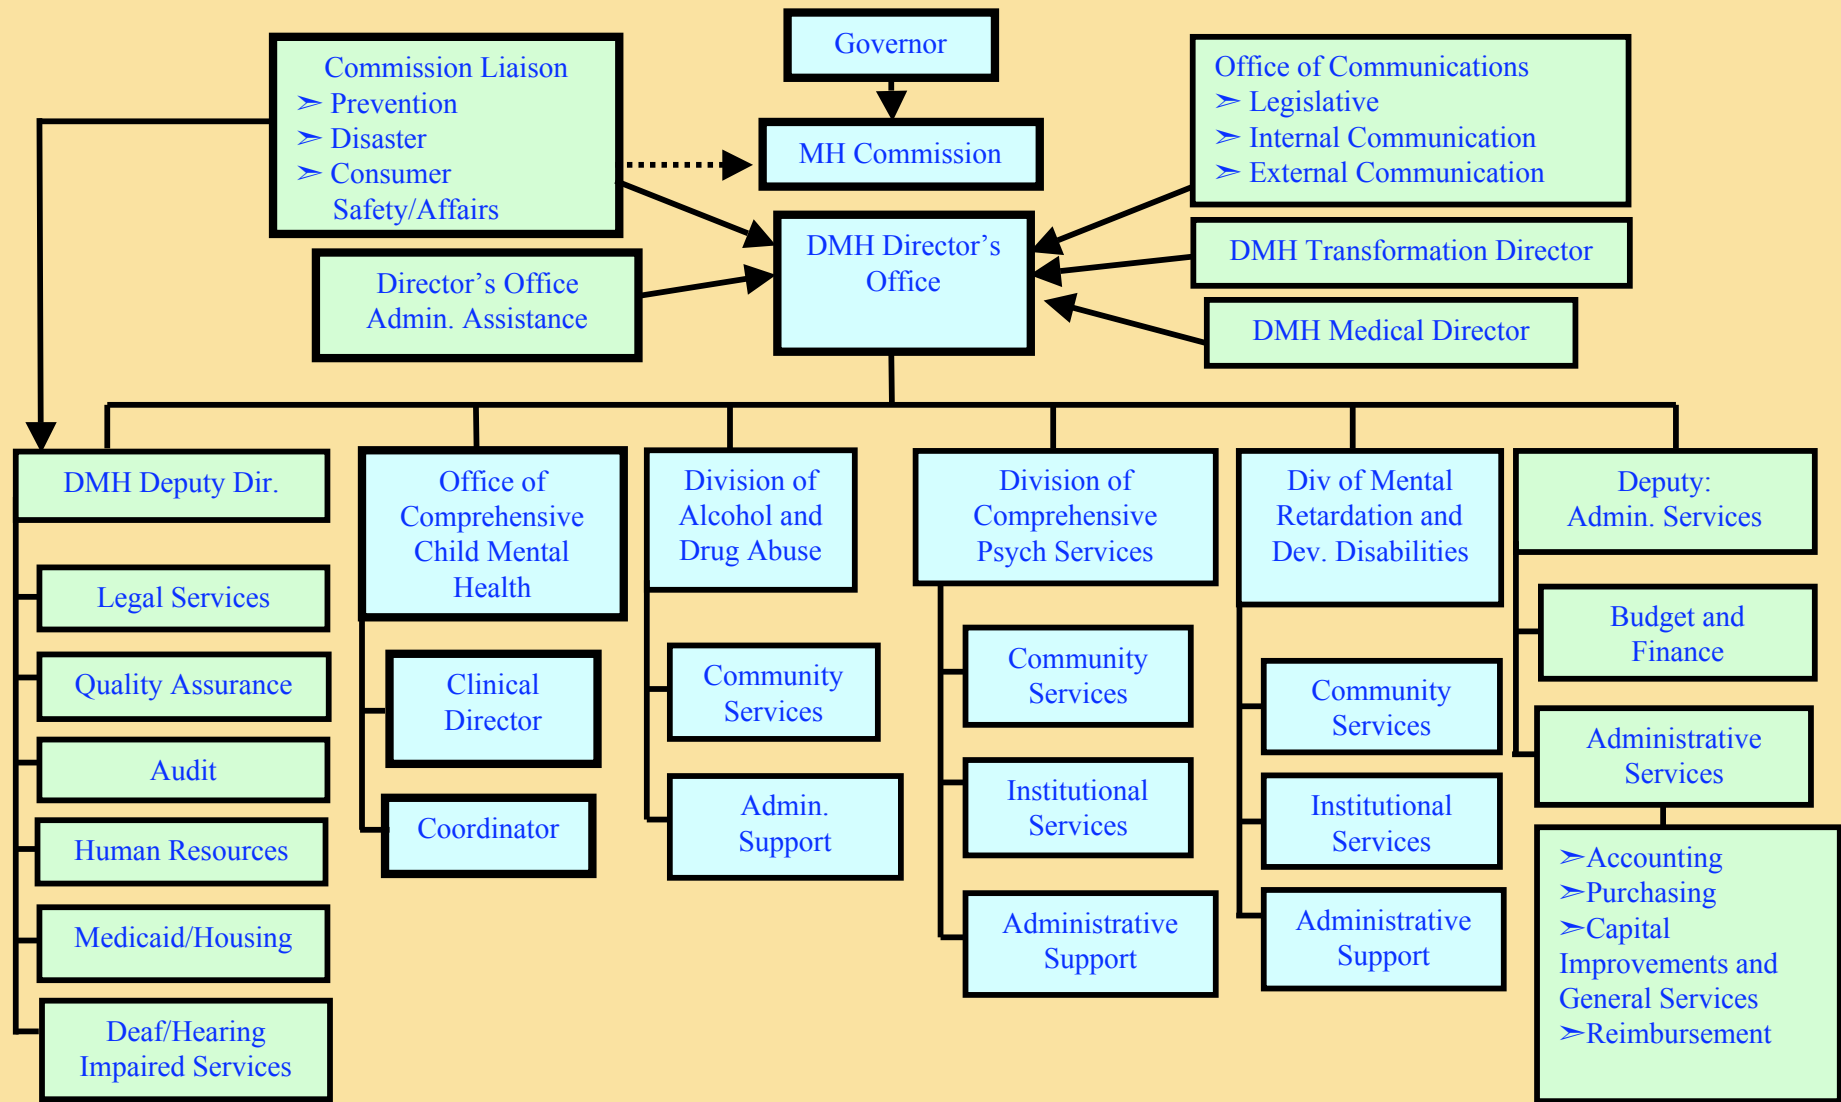 Governor
Commission Liaison
➢ Prevention
➢ Disaster
➢ Consumer
Safety/Affairs
MH Commission
Office of Communications
➢ Legislative
➢ Internal Communication
➢ External Communication
DMH Director’s
Office
Director’s Office
Admin. Assistance
DMH Transformation Director
DMH Medical Director
DMH Deputy Dir.
Legal Services
Quality Assurance
Audit
Human Resources
Medicaid/Housing
Deaf/Hearing
Impaired Services
Office of
Comprehensive
Child Mental
Health
Clinical
Director
Coordinator
Division of
Alcohol and
Drug Abuse
Community
Services
Admin.
Support
Division of
Comprehensive
Psych Services
Community
Services
Institutional
Services
Administrative
Support
Div of Mental
Retardation and
Dev. Disabilities
Community
Services
Institutional
Services
Administrative
Support
Deputy:
Admin. Services
Budget and
Finance
Administrative
Services
➢Accounting
➢Purchasing
➢Capital
Improvements and
General Services
➢Reimbursement